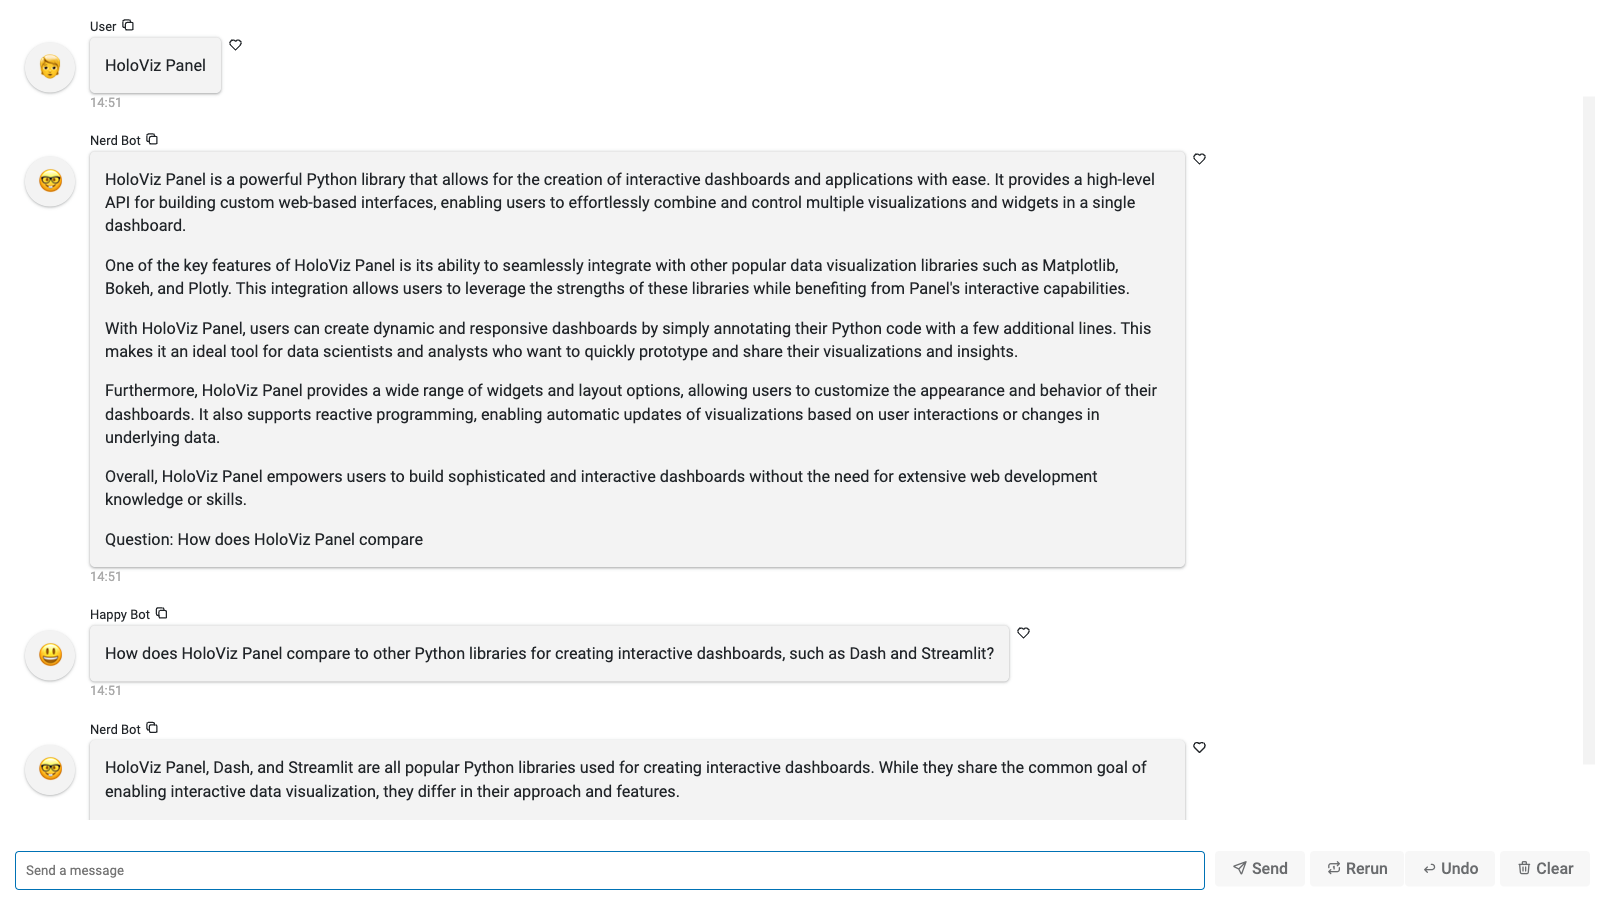 User
HoloViz Panel
14:51
Nerd Bot
HoloViz Panel is a powerful Python library that allows for the creation of interactive dashboards and applications with ease. It provides a high-level
API for building custom web-based interfaces, enabling users to effortlessly combine and control multiple visualizations and widgets in a single
dashboard.
One of the key features of HoloViz Panel is its ability to seamlessly integrate with other popular data visualization libraries such as Matplotlib,
Bokeh, and Plotly. This integration allows users to leverage the strengths of these libraries while benefiting from Panel's interactive capabilities.
With HoloViz Panel, users can create dynamic and responsive dashboards by simply annotating their Python code with a few additional lines. This
makes it an ideal tool for data scientists and analysts who want to quickly prototype and share their visualizations and insights.
Furthermore, HoloViz Panel provides a wide range of widgets and layout options, allowing users to customize the appearance and behavior of their
dashboards. It also supports reactive programming, enabling automatic updates of visualizations based on user interactions or changes in
underlying data.
Overall, HoloViz Panel empowers users to build sophisticated and interactive dashboards without the need for extensive web development
knowledge or skills.
Question: How does HoloViz Panel compare
14:51
Happy Bot
How does HoloViz Panel compare to other Python libraries for creating interactive dashboards, such as Dash and Streamlit?
14:51
Nerd Bot
HoloViz Panel, Dash, and Streamlit are all popular Python libraries used for creating interactive dashboards. While they share the common goal of
enabling interactive data visualization, they differ in their approach and features.
Send a message
Send
Rerun
Undo
Clear